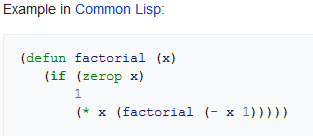 Example in Common Lisp:
(defun factorial (x)
   (if (zerop x)
       1
       (* x (factorial (- x 1)))))